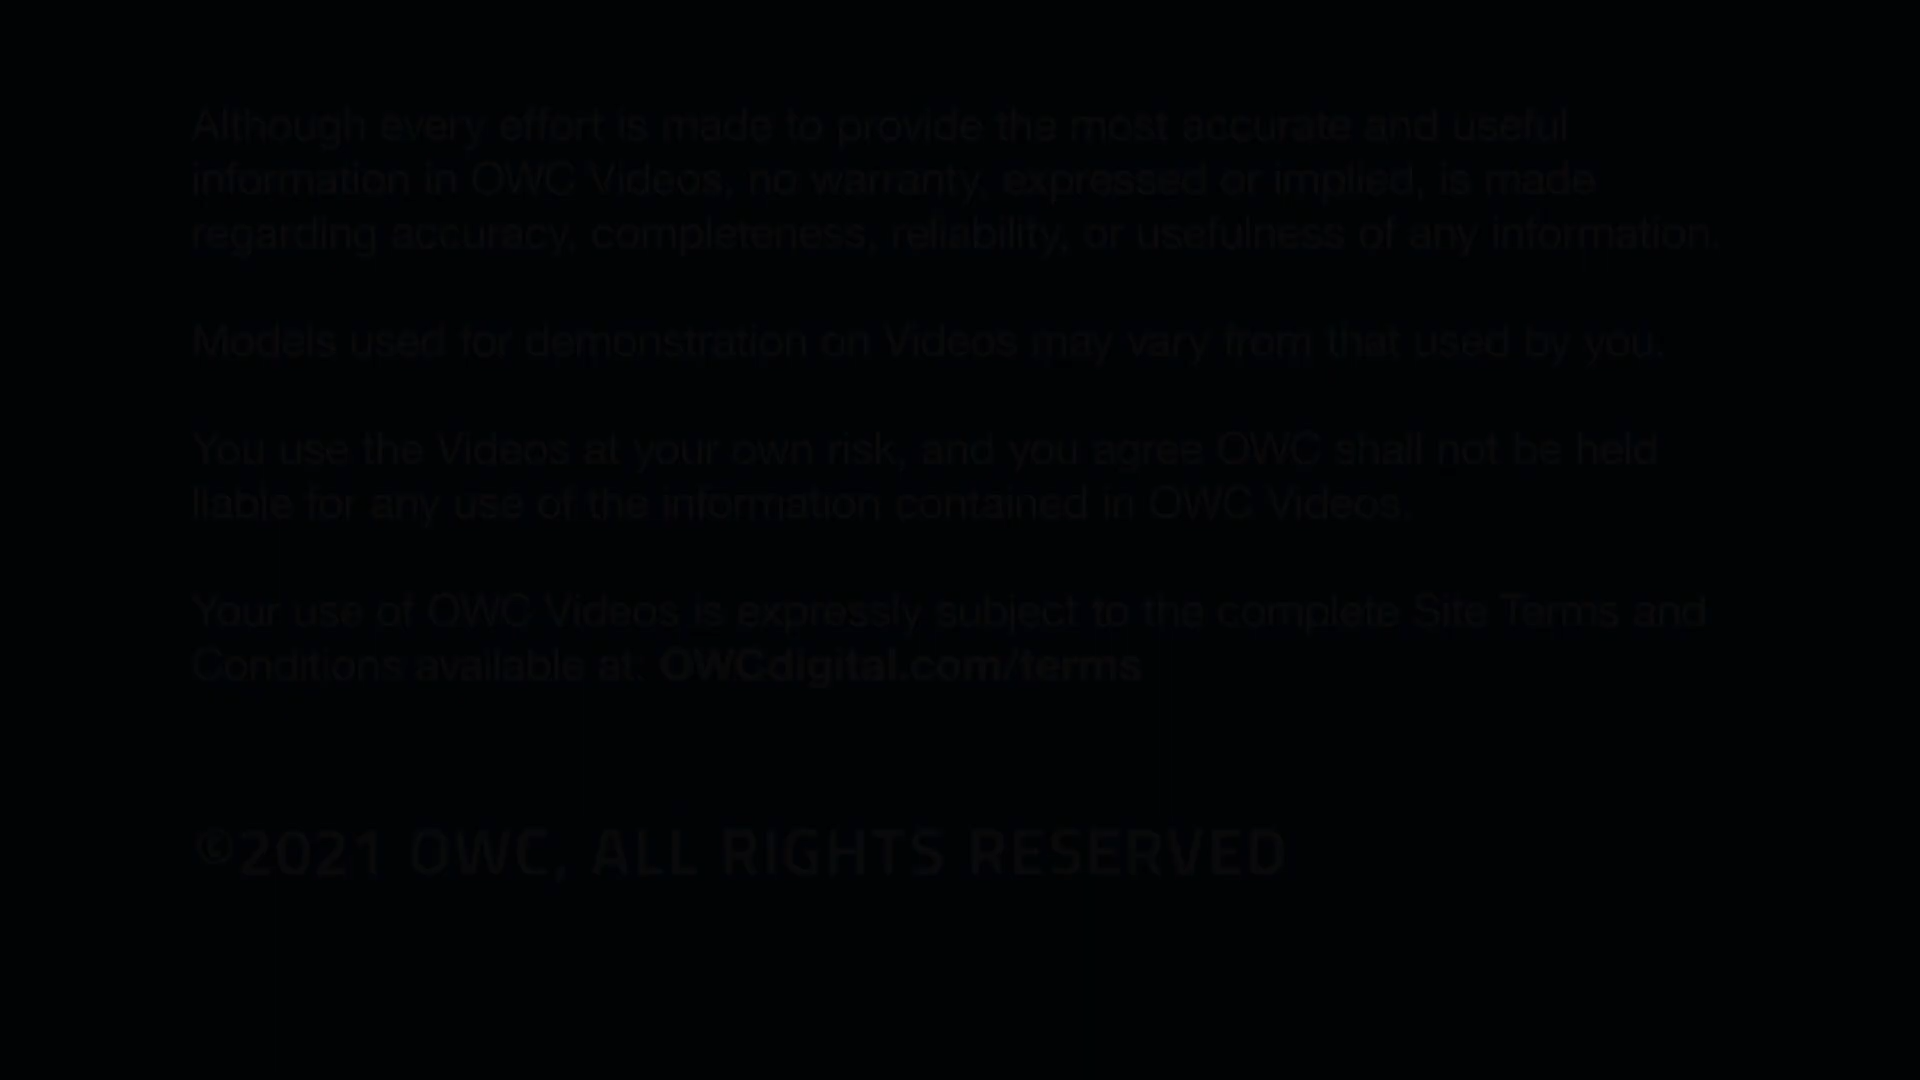 Although every effort is made to provide the most accurate and useful
information in OWC Videos, no warranty, expressed or implied, is made
regarding accuracy, completeness, reliability, or usefulness of any information.
Models used for demonstration on Videos may vary from that used by you.
You use the Videos at your own risk, and you agree OWC shall not be held
liable for any use of the information contained in OWC Videos.
Your use of OWC Videos is expressly subject to the complete Site Terms and
Conditions available at: OWCdigital.com/terms
©2021 OWC, ALL RIGHTS RESERVED